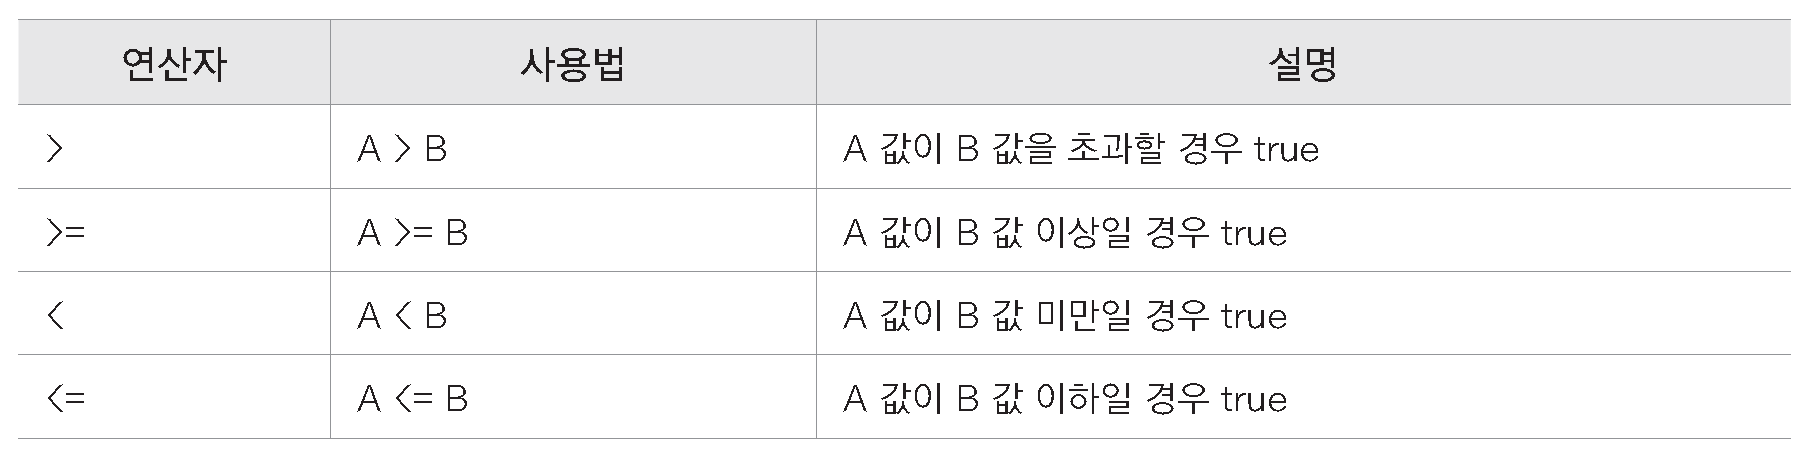 연산자 사용법 설명
> A > B A 값이 B 값을 초과할 경우 true
>= A >= B A 값이 B 값 이상일 경우 true
< A < B A 값이 B 값 미만일 경우 true
<= A <= B A 값이 B 값 이하일 경우 true